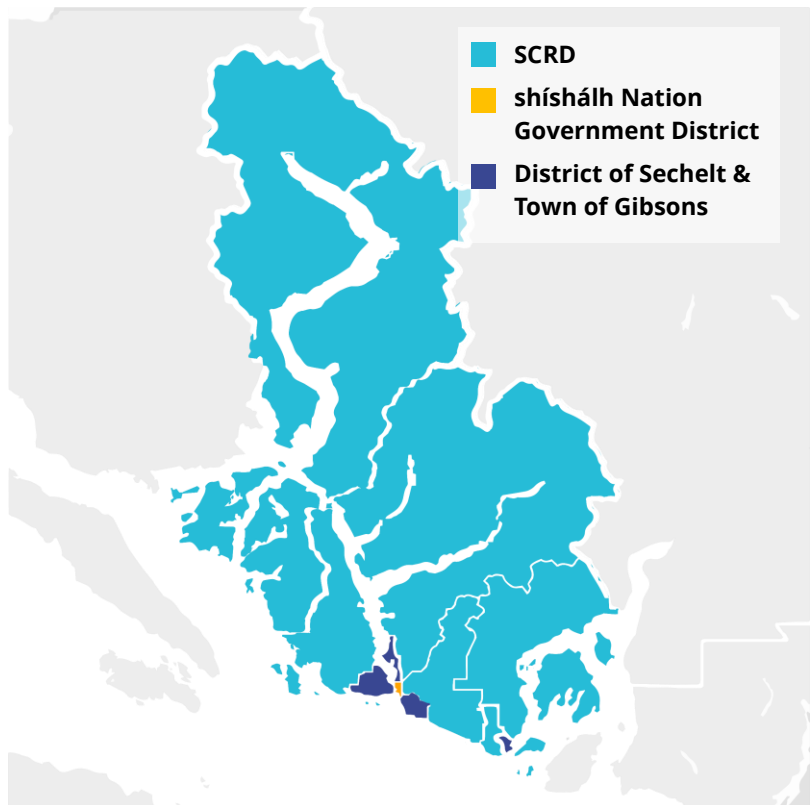 SCRD
shíshálh Nation
Government District
District of Sechelt &
Town of Gibsons